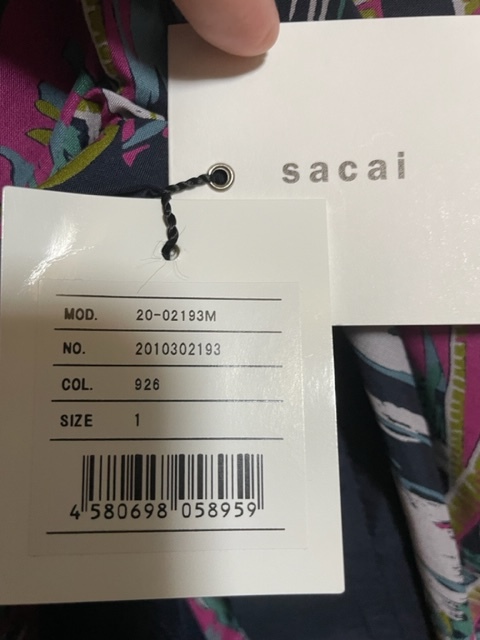 sacai
MOD. 20-02193M
NO. 2010302193
COL. 926
SIZE 1
4 580698 058959